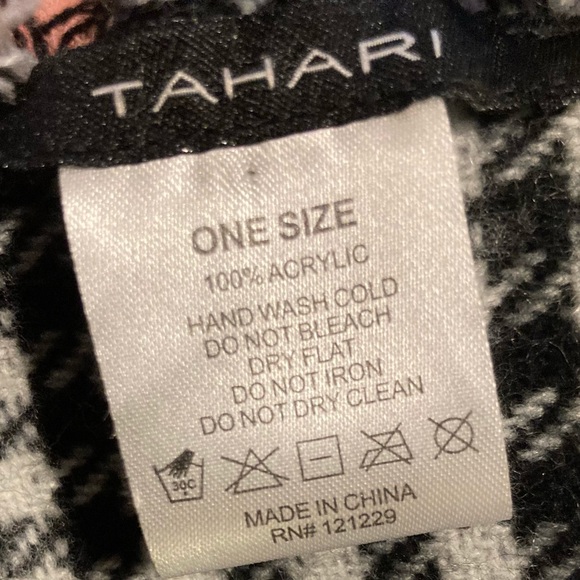 TAHARI
ONE SIZE
100% ACRYLIC
HAND WASH COLD
DO NOT BLEACH
DRY FLAT
DO NOT IRON
DO NOT DRY CLEAN
30C
MADE IN CHINA
RN# 121229